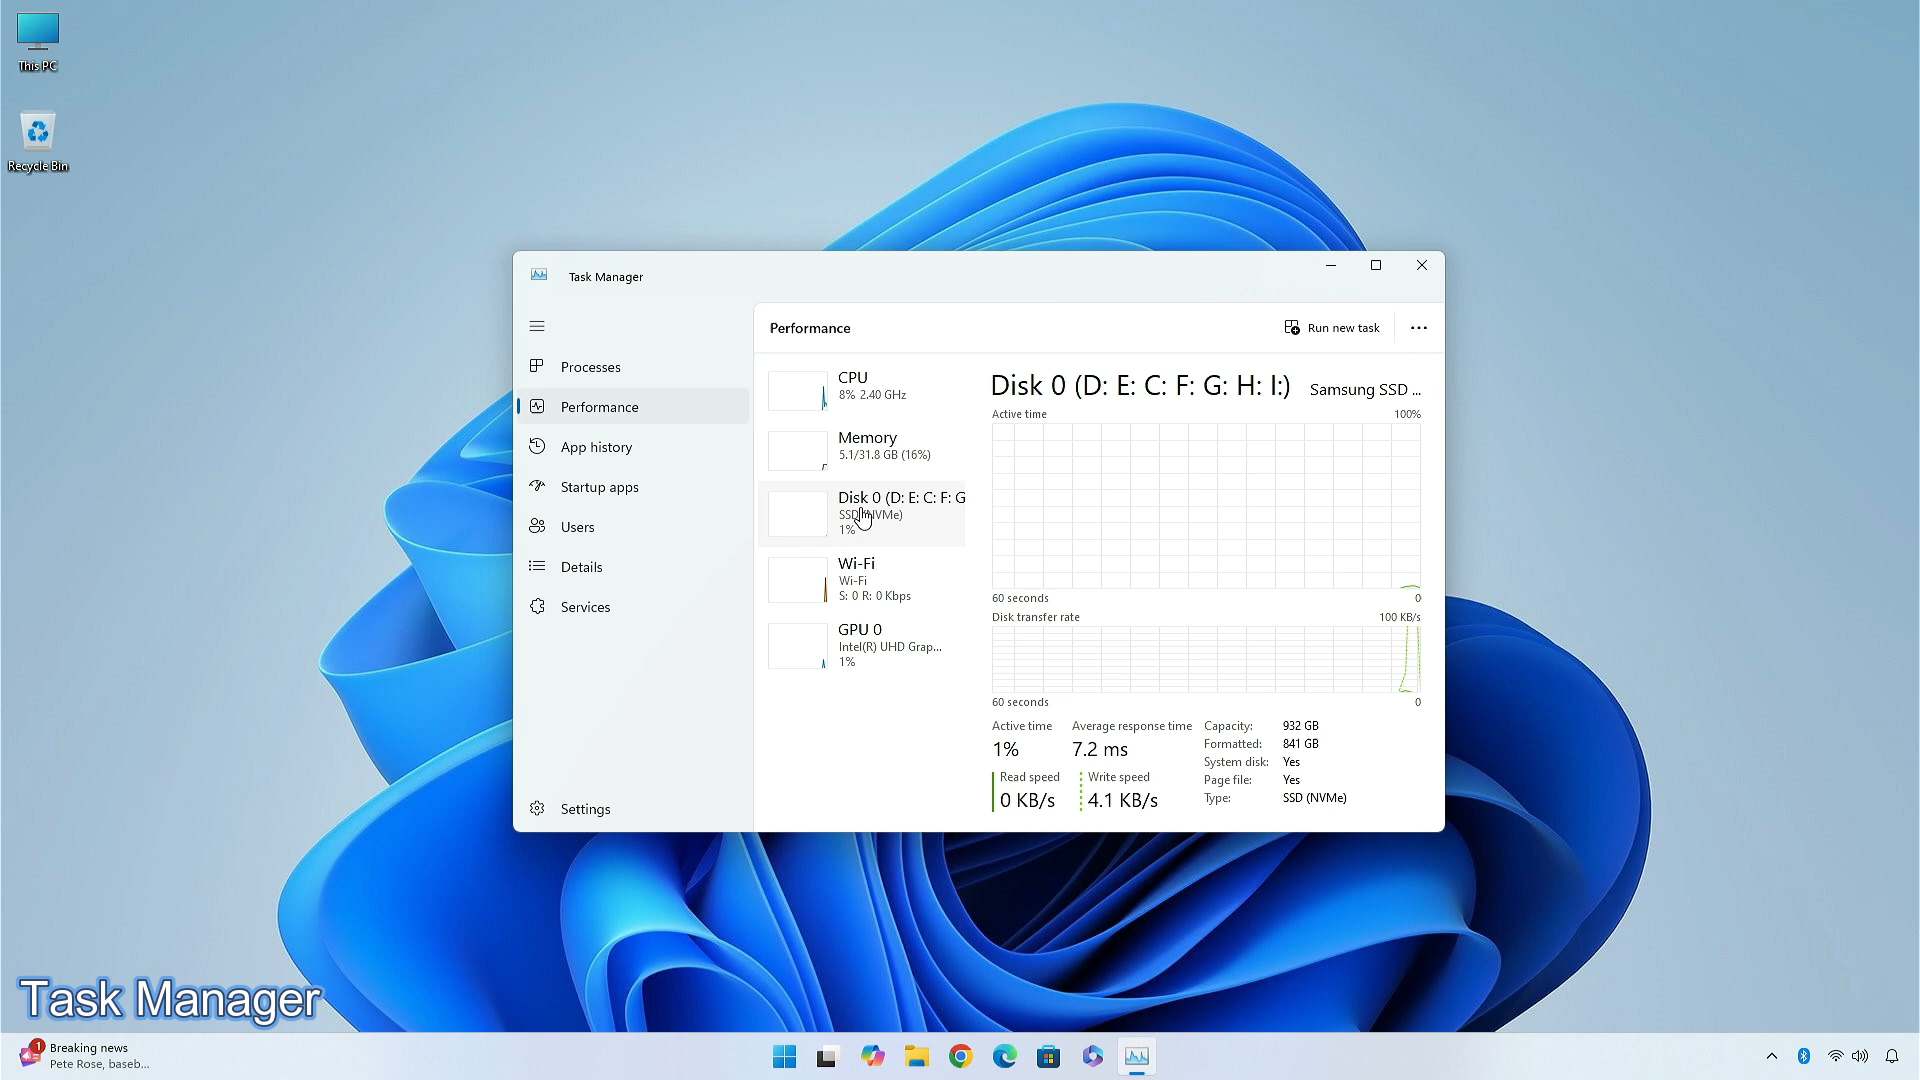 This PC
Recycle Bin
Task Manager
Performance
Run new task
Processes
Performance
App history
Startup apps
Users
Details
Services
Settings
CPU
8% 2.40 GHz
Memory
5.1/31.8 GB (16%)
Disk 0 (D: E: C: F: G
SSD (NVMe)
1%
Wi-Fi
Wi-Fi
S: 0 R: 0 Kbps
GPU 0
Intel(R) UHD Grap...
1%
Disk 0 (D: E: C: F: G: H: I:) Samsung SSD ...
Active time 100%
60 seconds 0
Disk transfer rate 100 KB/s
60 seconds 0
Active time
1%
Average response time
7.2 ms
Read speed
0 KB/s
Write speed
4.1 KB/s
Capacity: 932 GB
Formatted: 841 GB
System disk: Yes
Page file: Yes
Type: SSD (NVMe)
Task Manager
1
Breaking news
Pete Rose, baseb...